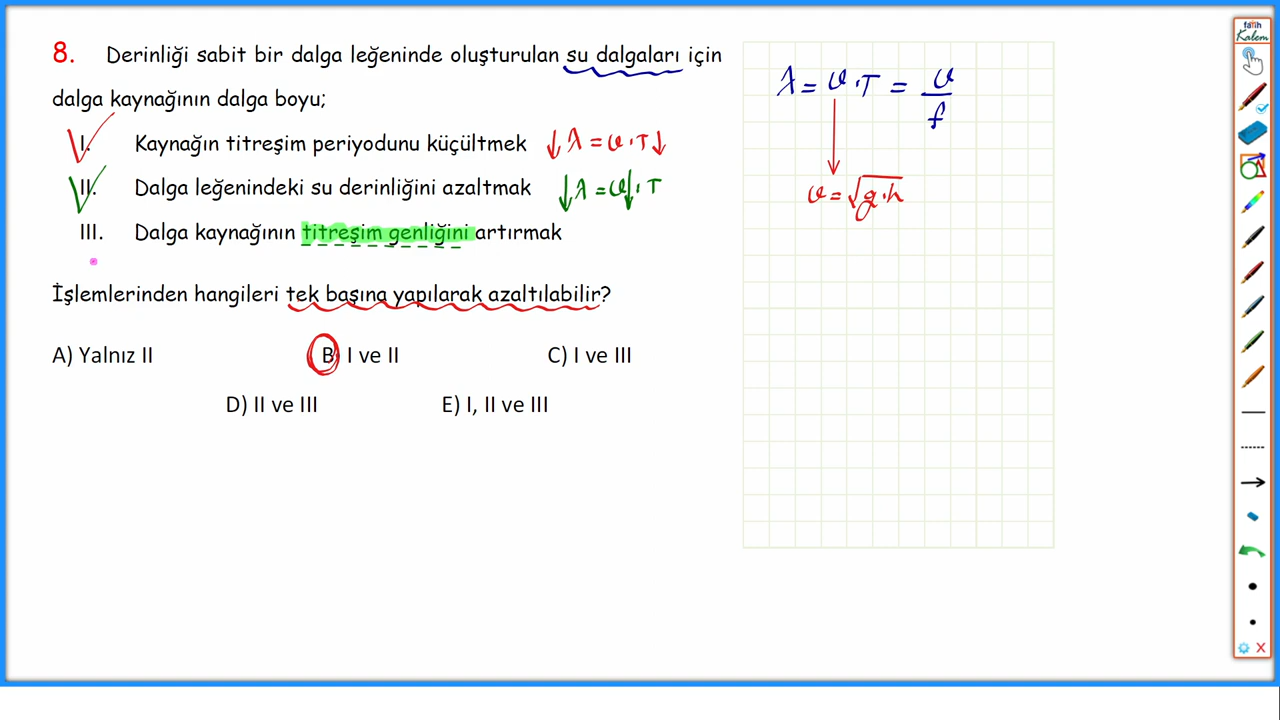 8. Derinliği sabit bir dalga leğeninde oluşturulan su dalgaları için
dalga kaynağının dalga boyu;
I. Kaynağın titreşim periyodunu küçültmek ↓λ = υ·T↓
II. Dalga leğenindeki su derinliğini azaltmak ↓λ = υ↓·T
III. Dalga kaynağının titreşim genliğini artırmak
İşlemlerinden hangileri tek başına yapılarak azaltılabilir?
A) Yalnız II B) I ve II C) I ve III
D) II ve III E) I, II ve III
λ = υ·T = υ/f
υ = √g·h
fatih
Kalem